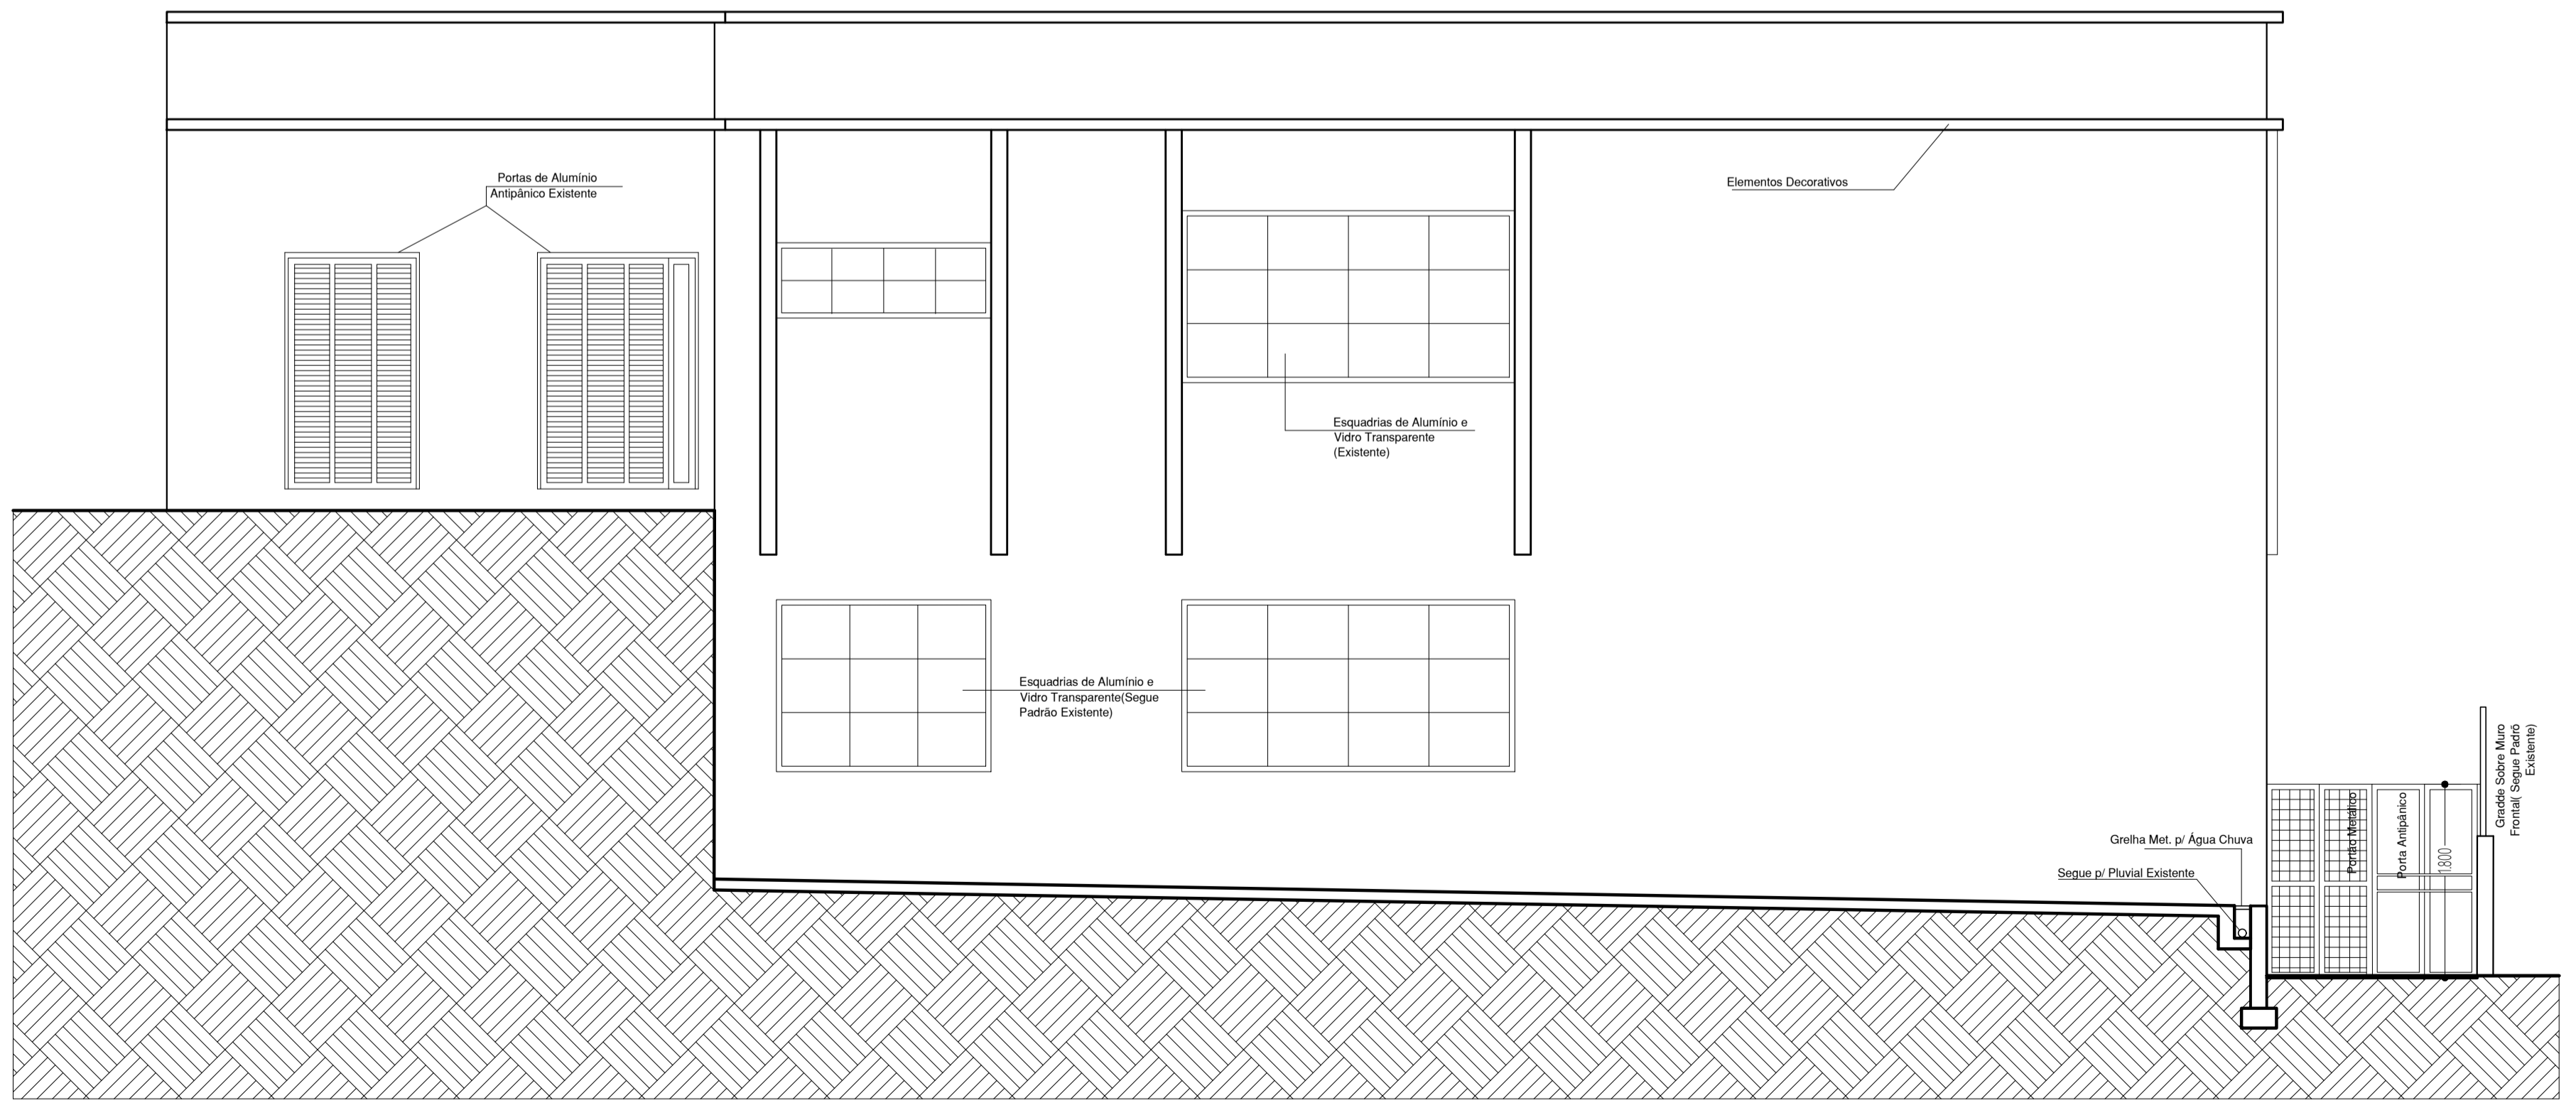 Portas de Alumínio
Antipânico Existente
Elementos Decorativos
Esquadrias de Alumínio e
Vidro Transparente
(Existente)
Esquadrias de Alumínio e
Vidro Transparente(Segue
Padrão Existente)
Grelha Met. p/ Água Chuva
Segue p/ Pluvial Existente
Portão Metálico
Porta Antipânico
1.800
Gradde Sobre Muro
Frontal( Segue Padrõ
Existente)